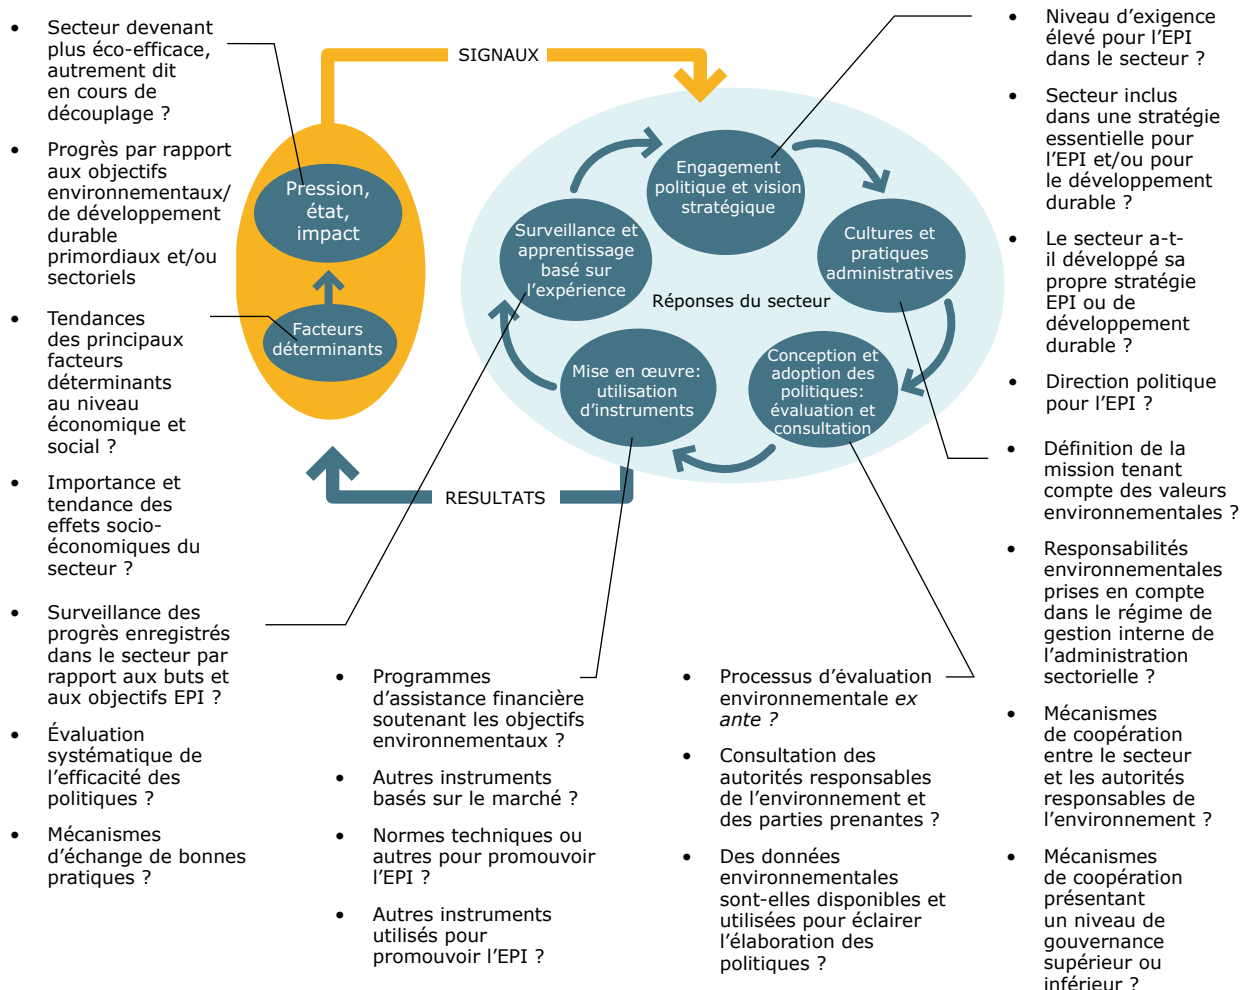 • Secteur devenant
plus éco-efficace,
autrement dit
en cours de
découplage ?
• Progrès par rapport
aux objectifs
environnementaux/
de développement
durable
primordiaux et/ou
sectoriels
• Tendances
des principaux
facteurs
déterminants
au niveau
économique et
social ?
• Importance et
tendance des
effets socio-
économiques du
secteur ?
• Surveillance des
progrès enregistrés
dans le secteur par
rapport aux buts et
aux objectifs EPI ?
• Évaluation
systématique de
l’efficacité des
politiques ?
• Mécanismes
d’échange de bonnes
pratiques ?
SIGNAUX
Pression,
état,
impact
Facteurs
déterminants
Engagement
politique et vision
stratégique
Cultures et
pratiques
administratives
Surveillance et
apprentissage
basé sur
l’expérience
Réponses du secteur
Mise en œuvre:
utilisation
d’instruments
Conception et
adoption des
politiques:
évaluation et
consultation
RESULTATS
• Programmes
d’assistance financière
soutenant les objectifs
environnementaux ?
• Autres instruments
basés sur le marché ?
• Normes techniques ou
autres pour promouvoir
l’EPI ?
• Autres instruments
utilisés pour
promouvoir l’EPI ?
• Processus d’évaluation
environnementale ex
ante ?
• Consultation des
autorités responsables
de l’environnement et
des parties prenantes ?
• Des données
environnementales
sont-elles disponibles et
utilisées pour éclairer
l’élaboration des
politiques ?
• Niveau d’exigence
élevé pour l’EPI
dans le secteur ?
• Secteur inclus
dans une stratégie
essentielle pour
l’EPI et/ou pour
le développement
durable ?
• Le secteur a-t-
il développé sa
propre stratégie
EPI ou de
développement
durable ?
• Direction politique
pour l’EPI ?
• Définition de la
mission tenant
compte des valeurs
environnementales ?
• Responsabilités
environnementales
prises en compte
dans le régime de
gestion interne de
l’administration
sectorielle ?
• Mécanismes
de coopération
entre le secteur
et les autorités
responsables de
l’environnement ?
• Mécanismes
de coopération
présentant
un niveau de
gouvernance
supérieur ou
inférieur ?